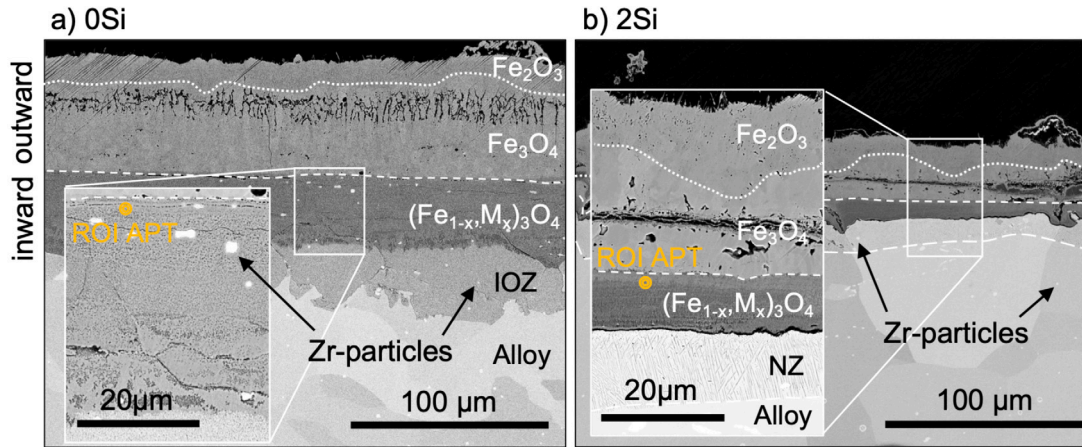 a) 0Si
b) 2Si
inward outward
Fe₂O₃
Fe₃O₄
(Fe₁₋ₓ,Mₓ)₃O₄
ROI APT
IOZ
Zr-particles
Alloy
20µm
100 µm
Fe₂O₃
Fe₃O₄
ROI APT
(Fe₁₋ₓ,Mₓ)₃O₄
Zr-particles
NZ
20µm
Alloy
100 µm